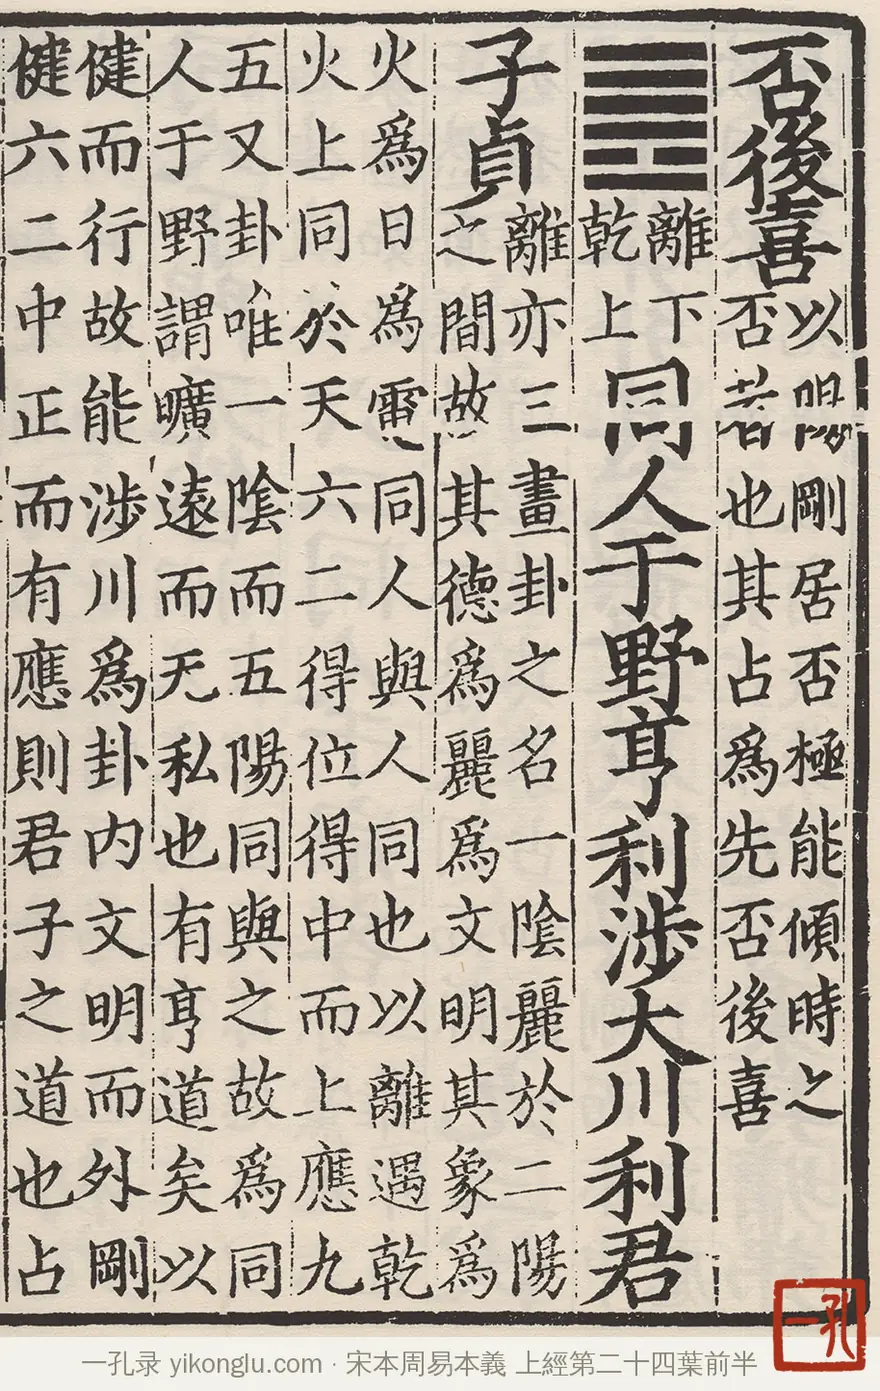 否後喜
以陽剛居否極能傾時之
否者也其占爲先否後喜
離下
乾上
同人于野亨利涉大川利君
子貞
離亦三畫卦之名一陰麗於二陽
之間故其德爲麗爲文明其象爲
火爲日爲電同人與人同也以離遇乾
火上同於天六二得位得中而上應九
五又卦唯一陰而五陽同與之故爲同
人于野謂曠遠而无私也有亨道矣以
健而行故能涉川爲卦内文明而外剛
健六二中正而有應則君子之道也占
一孔
一孔录 yikonglu.com · 宋本周易本義 上經第二十四葉前半